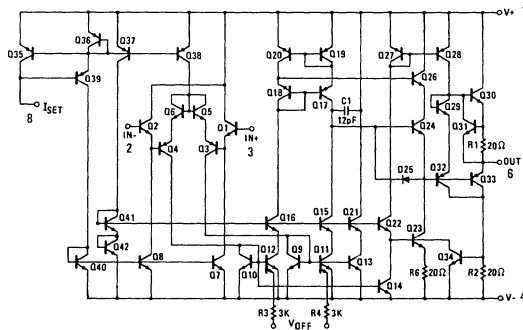 V+ 7
Q36
Q37
Q20
Q19
Q27
Q28
Q35
Q38
Q39
Q26
Q30
Q29
Q18
Q17
C1
12pF
Q6
Q5
ISET
8
Q2
Q1
IN-
2
IN+
3
Q4
Q3
Q24
Q31
R1
20Ω
OUT
6
D25
Q32
Q33
Q41
Q16
Q15
Q21
Q22
Q23
Q42
Q34
Q40
Q8
Q7
Q10
Q12
Q9
Q11
Q13
Q14
R6
20Ω
R2
20Ω
V- 4
R3
3K
R4
3K
VOFF